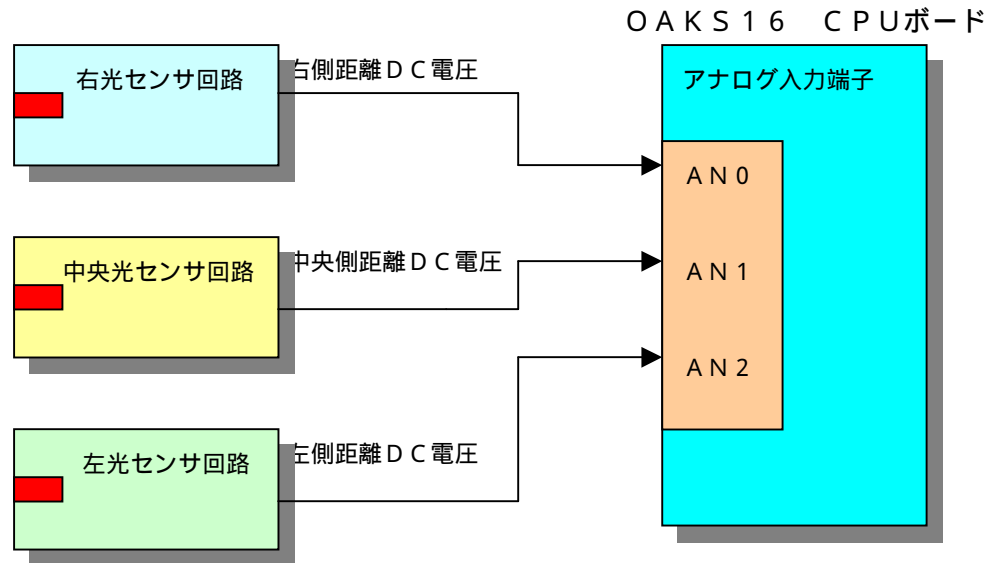 ＯＡＫＳ１６　ＣＰＵボード
右光センサ回路
右側距離ＤＣ電圧
アナログ入力端子
ＡＮ０
中央光センサ回路
中央側距離ＤＣ電圧
ＡＮ１
ＡＮ２
左光センサ回路
左側距離ＤＣ電圧